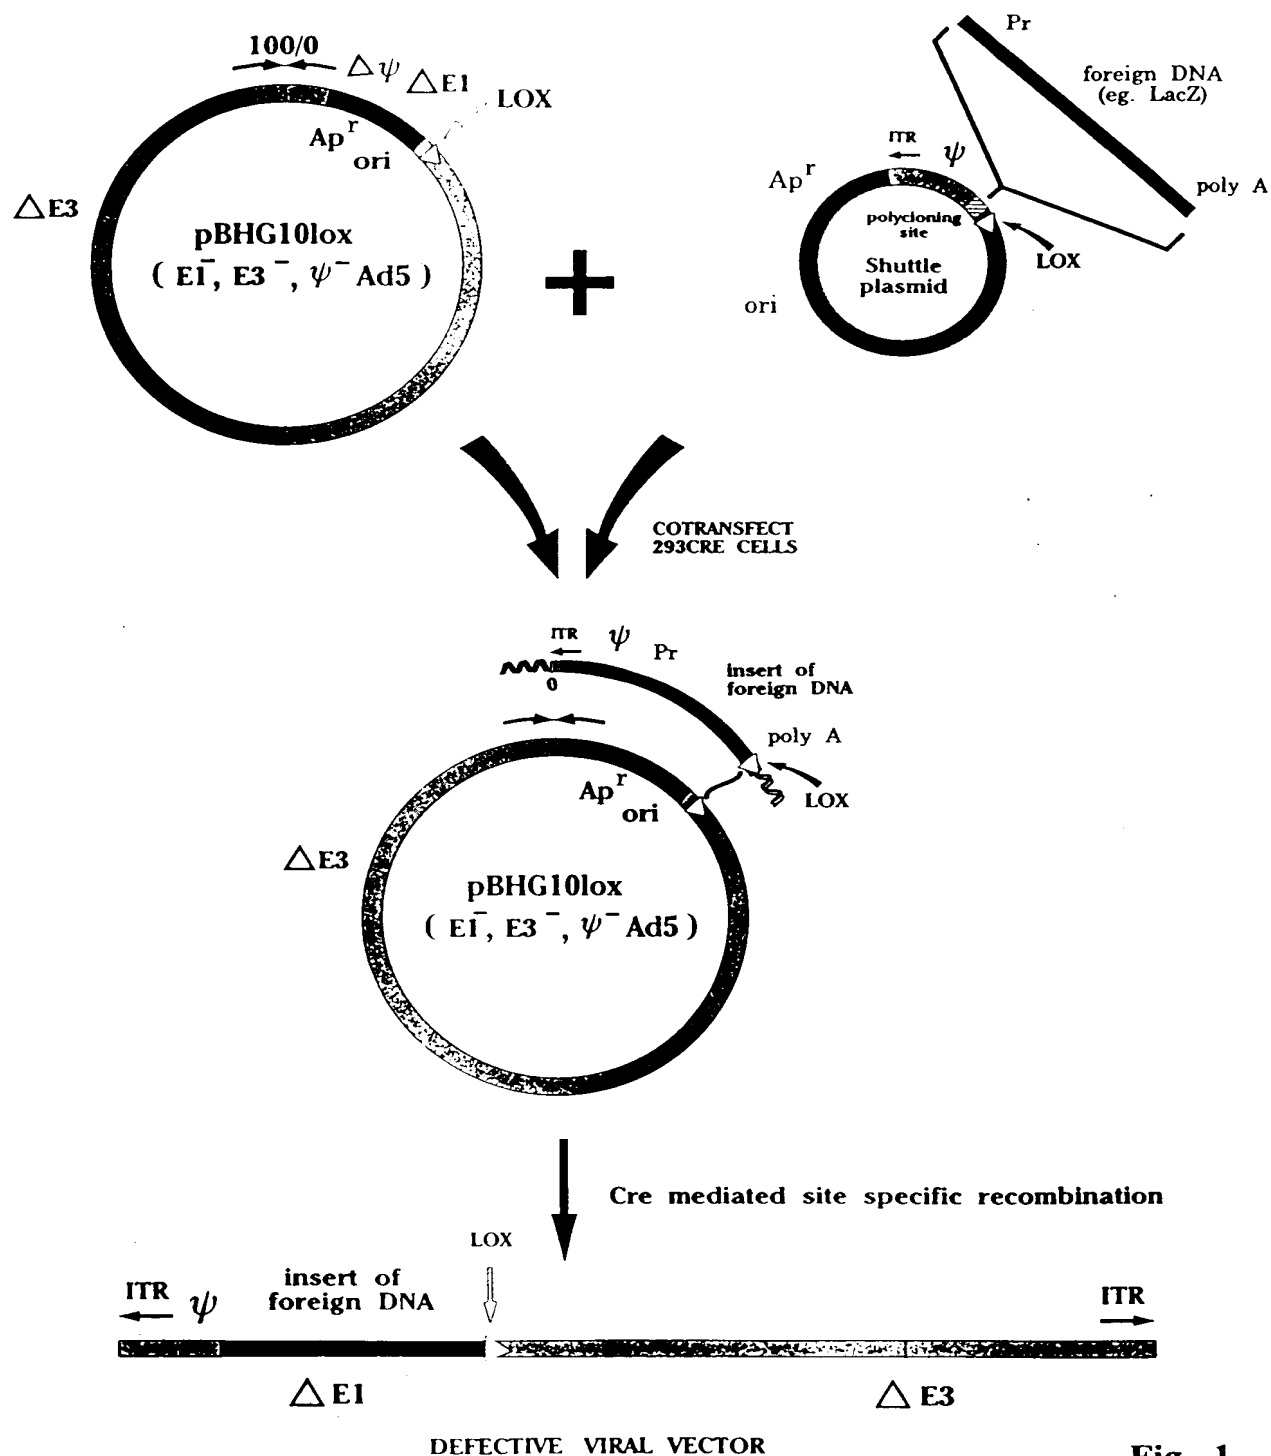 100/0
△ψ △E1
LOX
Ap r
ori
△E3
pBHG10lox
( E1⁻, E3⁻, ψ⁻ Ad5 )
Pr
foreign DNA
(eg. LacZ)
poly A
ITR
ψ
Ap r
polycloning
site
LOX
Shuttle
plasmid
ori
+
COTRANSFECT
293CRE CELLS
ITR
ψ
Pr
insert of
foreign DNA
0
poly A
LOX
Ap r
ori
△E3
pBHG10lox
( E1⁻, E3⁻, ψ⁻ Ad5 )
Cre mediated site specific recombination
LOX
ITR
ψ
insert of
foreign DNA
ITR
△E1
△E3
DEFECTIVE VIRAL VECTOR
Fig. 1